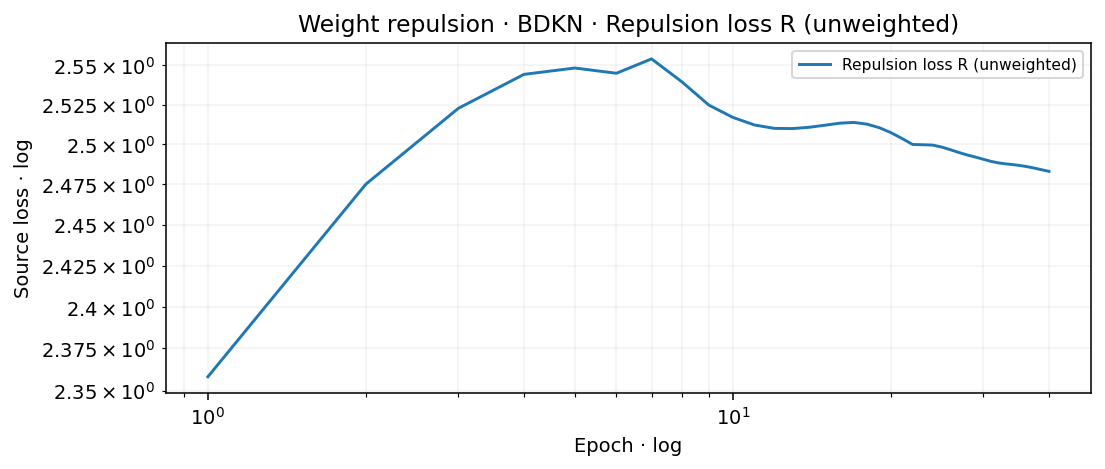 Weight repulsion · BDKN · Repulsion loss R (unweighted)
Repulsion loss R (unweighted)
Source loss · log
2.55 × 10⁰
2.525 × 10⁰
2.5 × 10⁰
2.475 × 10⁰
2.45 × 10⁰
2.425 × 10⁰
2.4 × 10⁰
2.375 × 10⁰
2.35 × 10⁰
10⁰ 10¹
Epoch · log